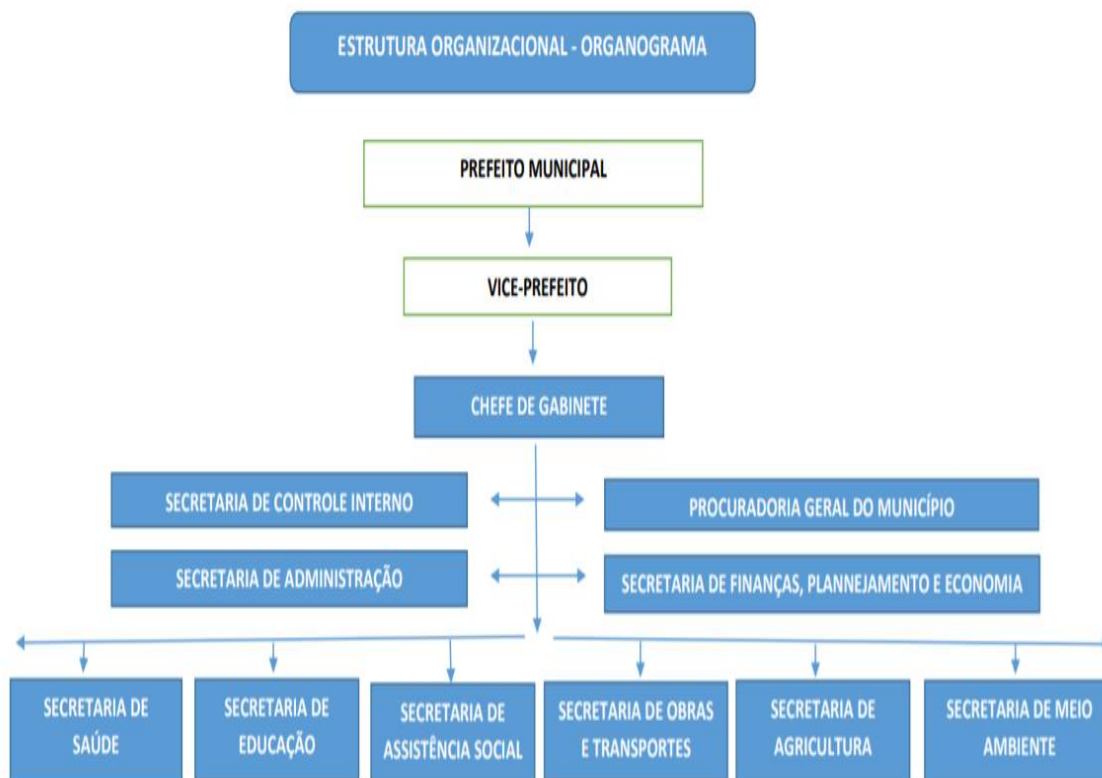 ESTRUTURA ORGANIZACIONAL - ORGANOGRAMA
PREFEITO MUNICIPAL
VICE-PREFEITO
CHEFE DE GABINETE
SECRETARIA DE CONTROLE INTERNO
PROCURADORIA GERAL DO MUNICÍPIO
SECRETARIA DE ADMINISTRAÇÃO
SECRETARIA DE FINANÇAS, PLANNEJAMENTO E ECONOMIA
SECRETARIA DE
SAÚDE
SECRETARIA DE
EDUCAÇÃO
SECRETARIA DE
ASSISTÊNCIA SOCIAL
SECRETARIA DE OBRAS
E TRANSPORTES
SECRETARIA DE
AGRICULTURA
SECRETARIA DE MEIO
AMBIENTE